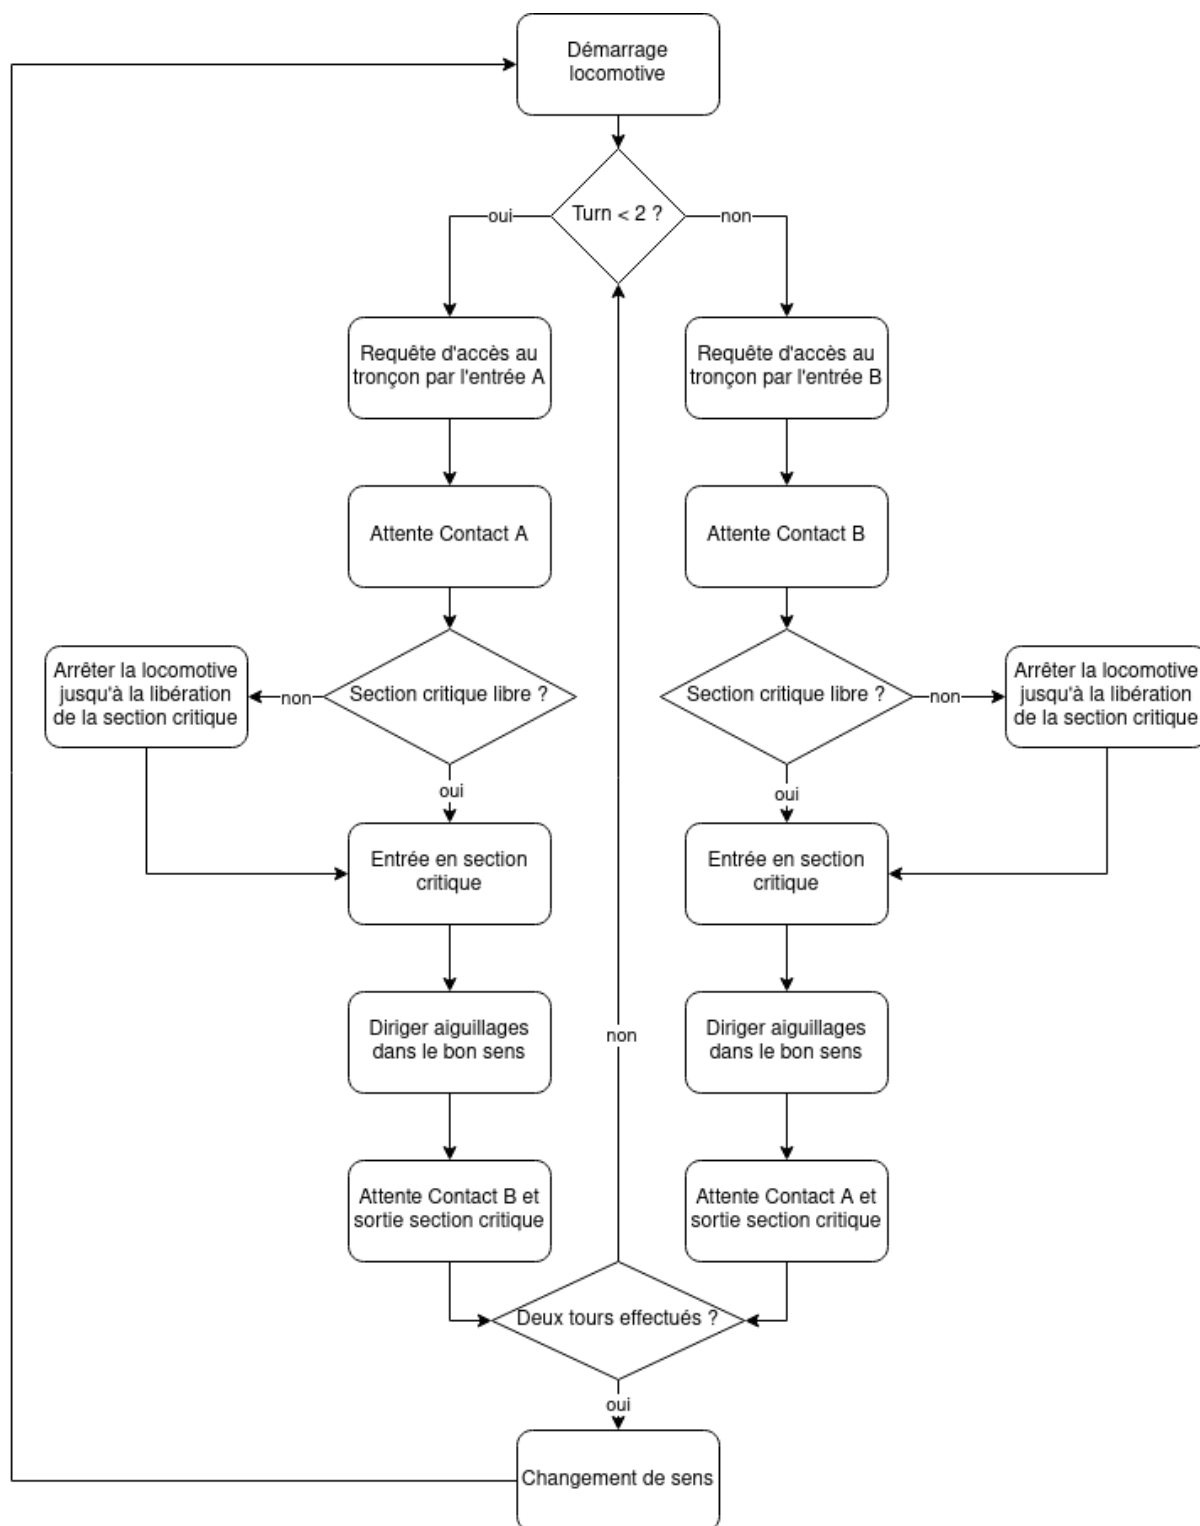 Démarrage
locomotive
Turn < 2 ?
oui
non
Requête d'accès au
tronçon par l'entrée A
Requête d'accès au
tronçon par l'entrée B
Attente Contact A
Attente Contact B
Arrêter la locomotive
jusqu'à la libération
de la section critique
non
Section critique libre ?
Section critique libre ?
non
Arrêter la locomotive
jusqu'à la libération
de la section critique
oui
oui
Entrée en section
critique
Entrée en section
critique
Diriger aiguillages
dans le bon sens
non
Diriger aiguillages
dans le bon sens
Attente Contact B et
sortie section critique
Attente Contact A et
sortie section critique
Deux tours effectués ?
oui
Changement de sens